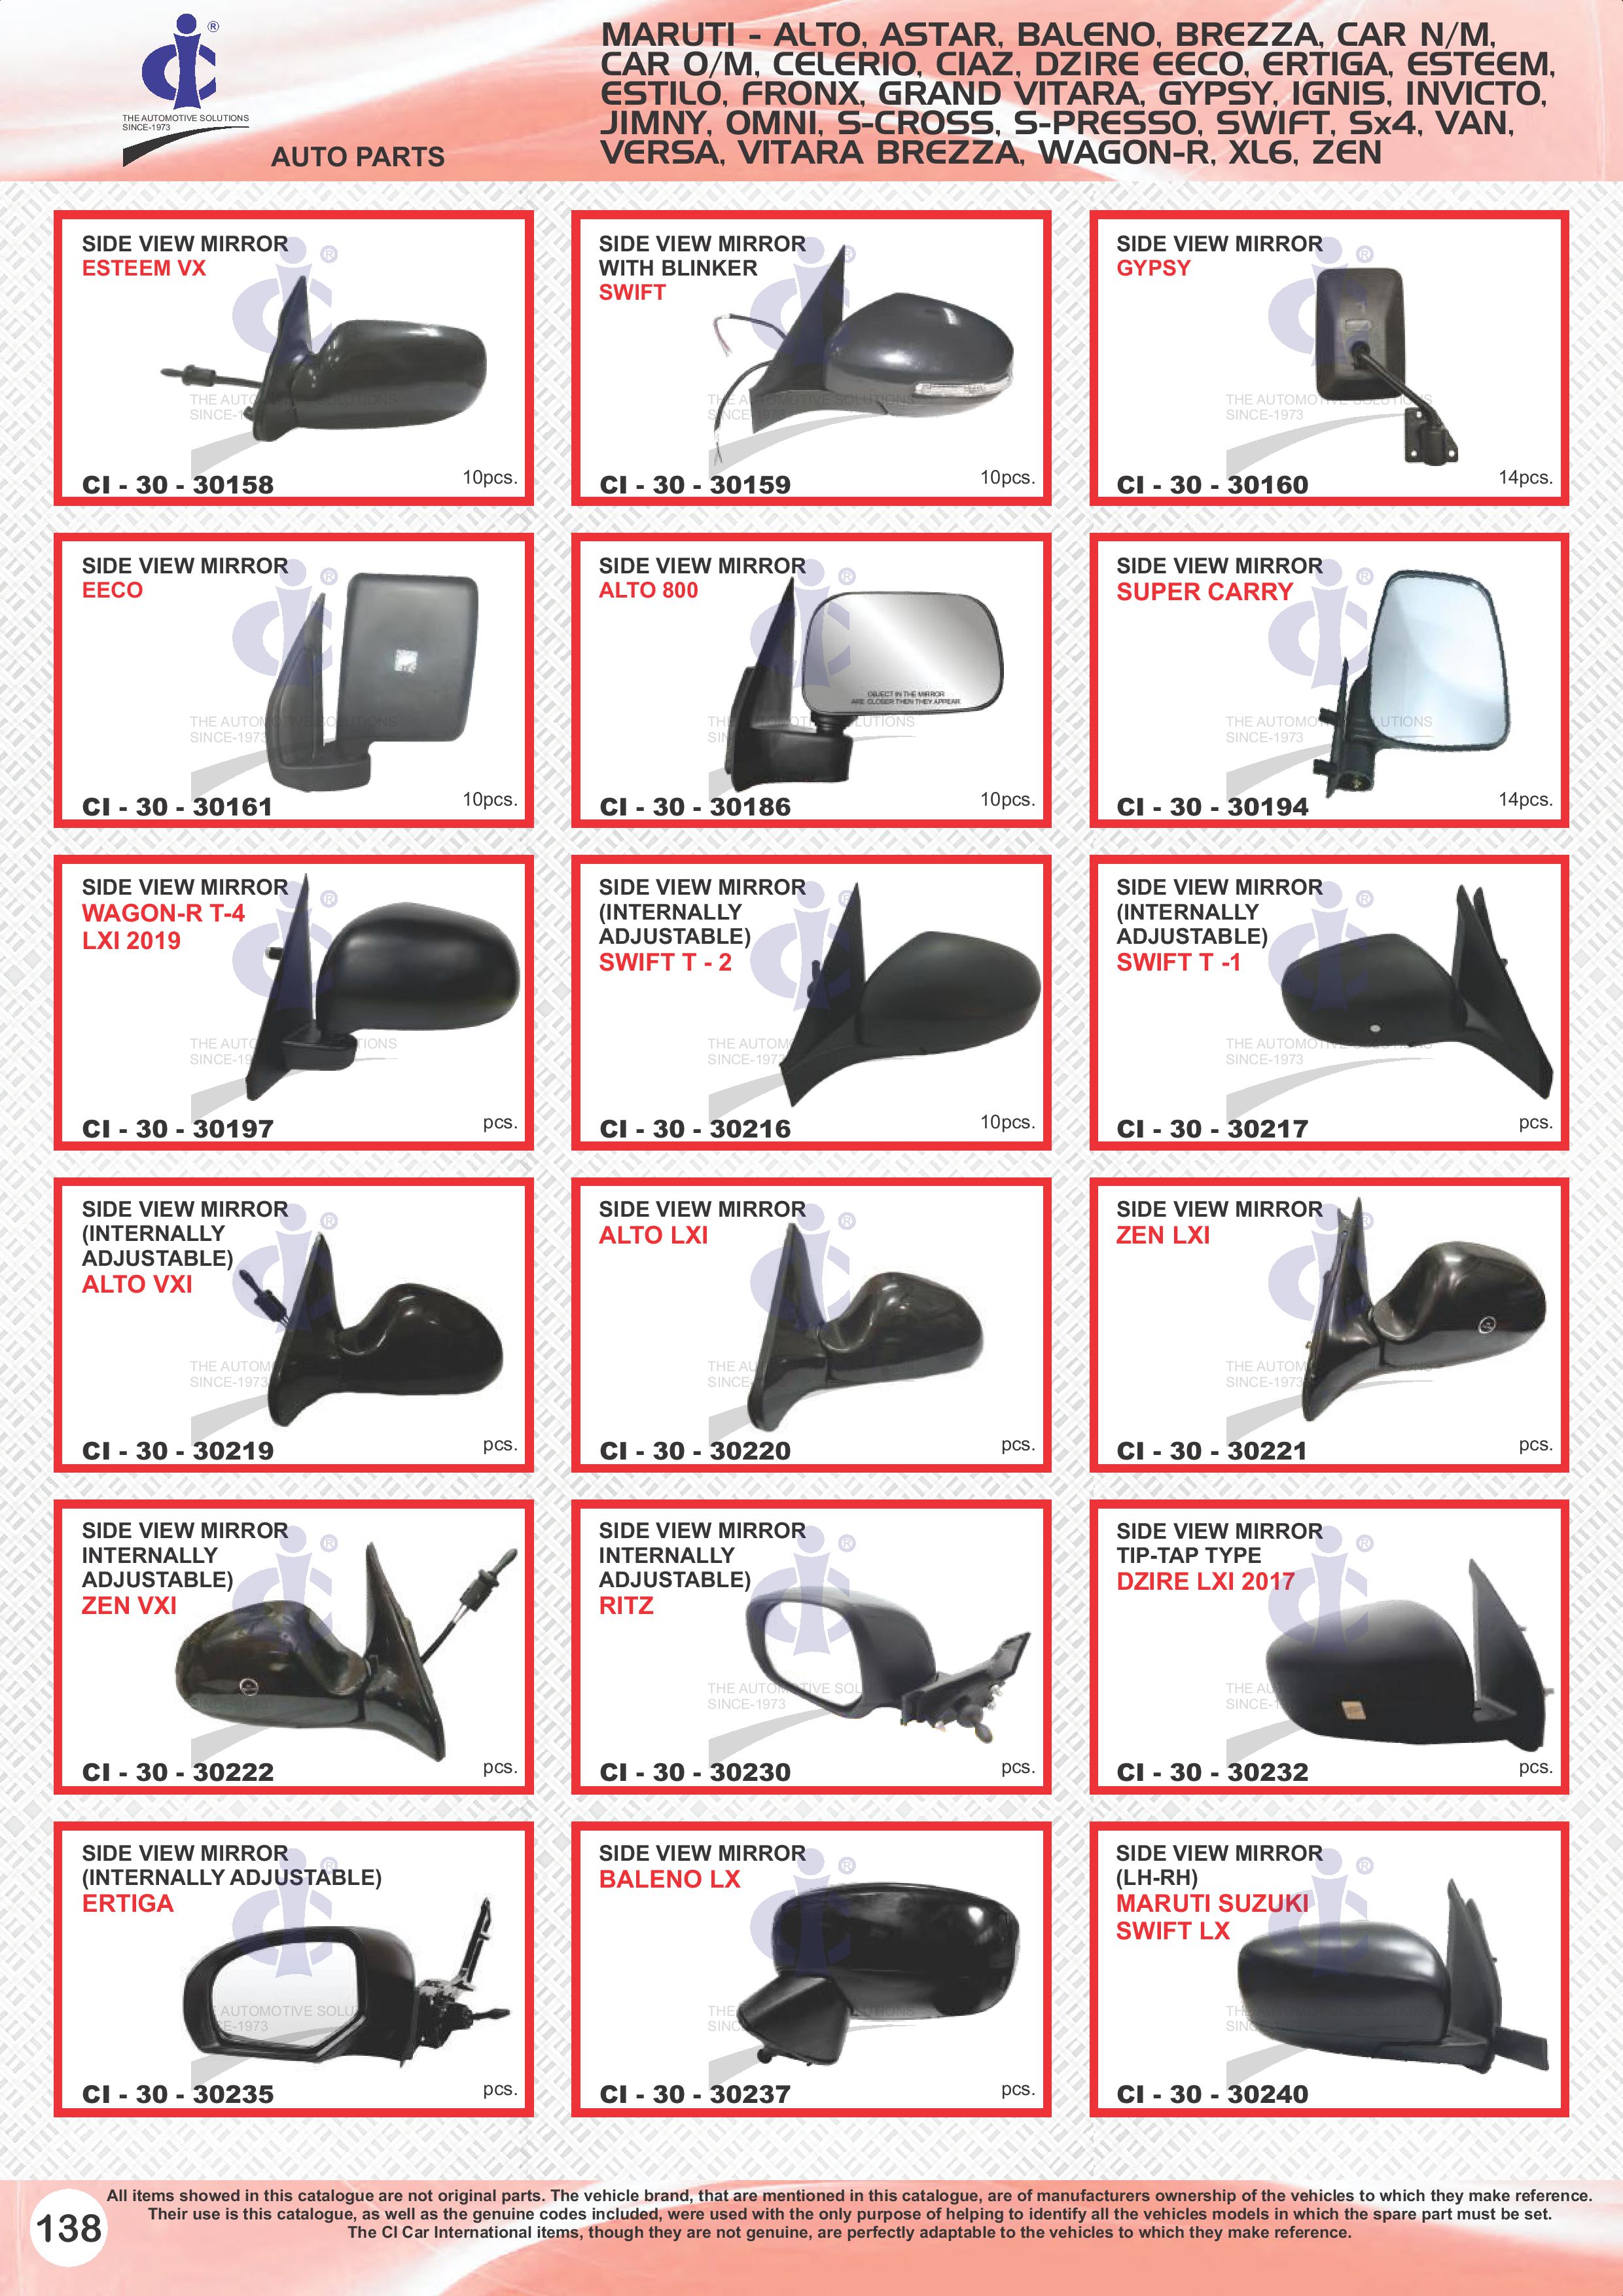 ®
THE AUTOMOTIVE SOLUTIONS
SINCE-1973
AUTO PARTS
MARUTI - ALTO, ASTAR, BALENO, BREZZA, CAR N/M,
CAR O/M, CELERIO, CIAZ, DZIRE EECO, ERTIGA, ESTEEM,
ESTILO, FRONX, GRAND VITARA, GYPSY, IGNIS, INVICTO,
JIMNY, OMNI, S-CROSS, S-PRESSO, SWIFT, Sx4, VAN,
VERSA, VITARA BREZZA, WAGON-R, XL6, ZEN
SIDE VIEW MIRROR
ESTEEM VX
CI - 30 - 30158
10pcs.
SIDE VIEW MIRROR
WITH BLINKER
SWIFT
CI - 30 - 30159
10pcs.
SIDE VIEW MIRROR
GYPSY
CI - 30 - 30160
14pcs.
SIDE VIEW MIRROR
EECO
CI - 30 - 30161
10pcs.
SIDE VIEW MIRROR
ALTO 800
OBJECT IN THE MIRROR
ARE CLOSER THEN THEY APPEAR
CI - 30 - 30186
10pcs.
SIDE VIEW MIRROR
SUPER CARRY
CI - 30 - 30194
14pcs.
SIDE VIEW MIRROR
WAGON-R T-4
LXI 2019
CI - 30 - 30197
pcs.
SIDE VIEW MIRROR
(INTERNALLY
ADJUSTABLE)
SWIFT T - 2
CI - 30 - 30216
10pcs.
SIDE VIEW MIRROR
(INTERNALLY
ADJUSTABLE)
SWIFT T -1
CI - 30 - 30217
pcs.
SIDE VIEW MIRROR
(INTERNALLY
ADJUSTABLE)
ALTO VXI
CI - 30 - 30219
pcs.
SIDE VIEW MIRROR
ALTO LXI
CI - 30 - 30220
pcs.
SIDE VIEW MIRROR
ZEN LXI
CI - 30 - 30221
pcs.
SIDE VIEW MIRROR
INTERNALLY
ADJUSTABLE)
ZEN VXI
CI - 30 - 30222
pcs.
SIDE VIEW MIRROR
INTERNALLY
ADJUSTABLE)
RITZ
CI - 30 - 30230
pcs.
SIDE VIEW MIRROR
TIP-TAP TYPE
DZIRE LXI 2017
CI - 30 - 30232
pcs.
SIDE VIEW MIRROR
(INTERNALLY ADJUSTABLE)
ERTIGA
CI - 30 - 30235
pcs.
SIDE VIEW MIRROR
BALENO LX
CI - 30 - 30237
pcs.
SIDE VIEW MIRROR
(LH-RH)
MARUTI SUZUKI
SWIFT LX
CI - 30 - 30240
138
All items showed in this catalogue are not original parts. The vehicle brand, that are mentioned in this catalogue, are of manufacturers ownership of the vehicles to which they make reference.
Their use is this catalogue, as well as the genuine codes included, were used with the only purpose of helping to identify all the vehicles models in which the spare part must be set.
The CI Car International items, though they are not genuine, are perfectly adaptable to the vehicles to which they make reference.